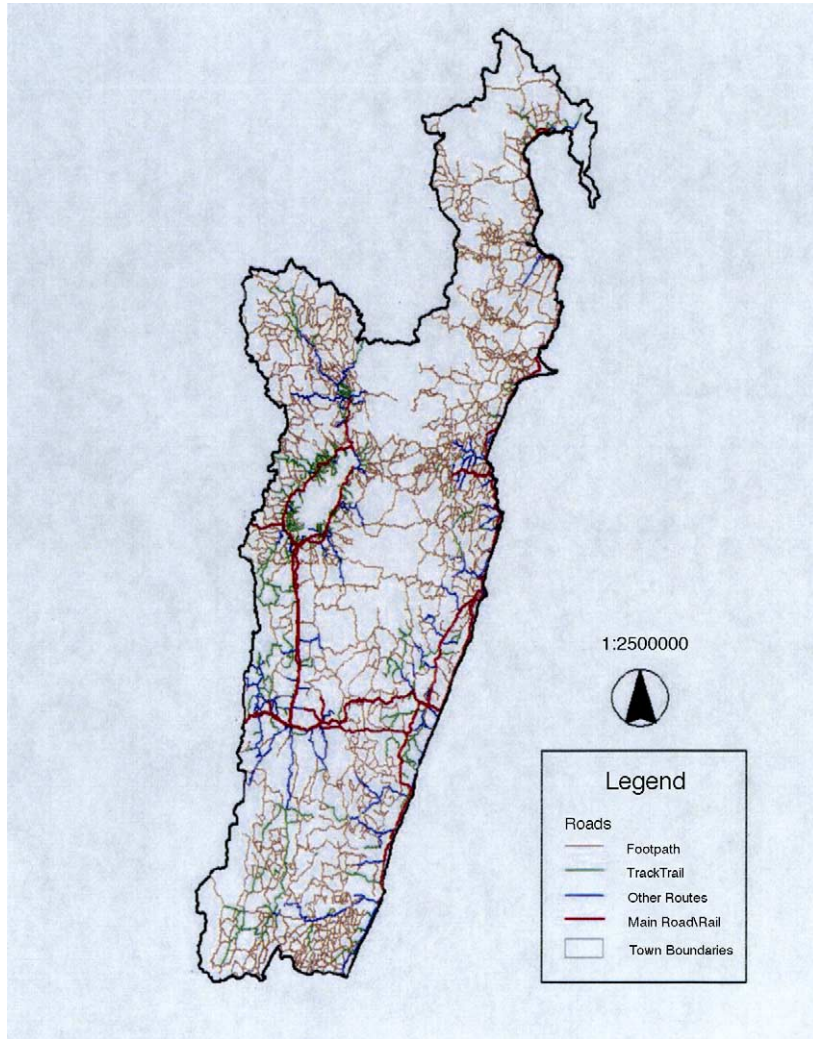 1:2500000
Legend
Roads
Footpath
TrackTrail
Other Routes
Main Road\Rail
Town Boundaries